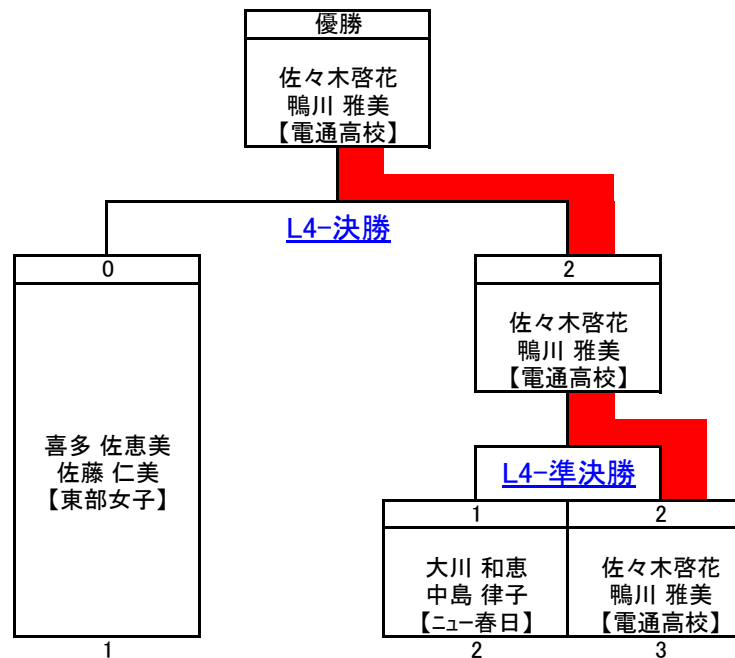 優勝
佐々木啓花
鴨川 雅美
【電通高校】
L4-決勝
0
2
佐々木啓花
鴨川 雅美
【電通高校】
喜多 佐恵美
佐藤 仁美
【東部女子】
L4-準決勝
1
2
大川 和恵
中島 律子
【ﾆｭｰ春日】
佐々木啓花
鴨川 雅美
【電通高校】
1
2
3